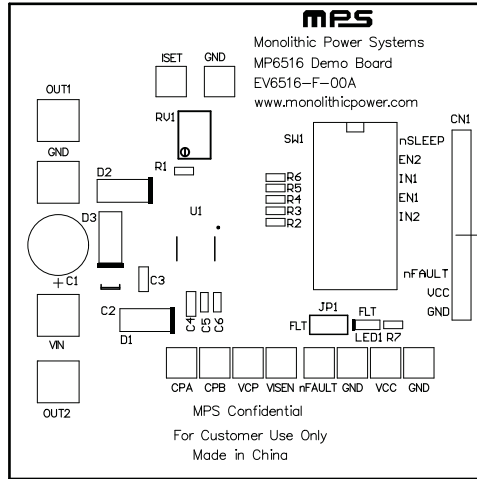 mps
Monolithic Power Systems
MP6516 Demo Board
EV6516-F-00A
www.monolithicpower.com
ISET GND
OUT1
RV1
CN1
SW1
nSLEEP
GND
EN2
D2
R1
R6
IN1
R5
R4
EN1
D3
U1
R3
IN2
R2
+ C1
C3
nFAULT
VCC
C2
C4 C5 C6
JP1
FLT
GND
FLT
VIN
D1
LED1 R7
OUT2
CPA CPB VCP VISEN nFAULT GND VCC GND
MPS Confidential
For Customer Use Only
Made in China